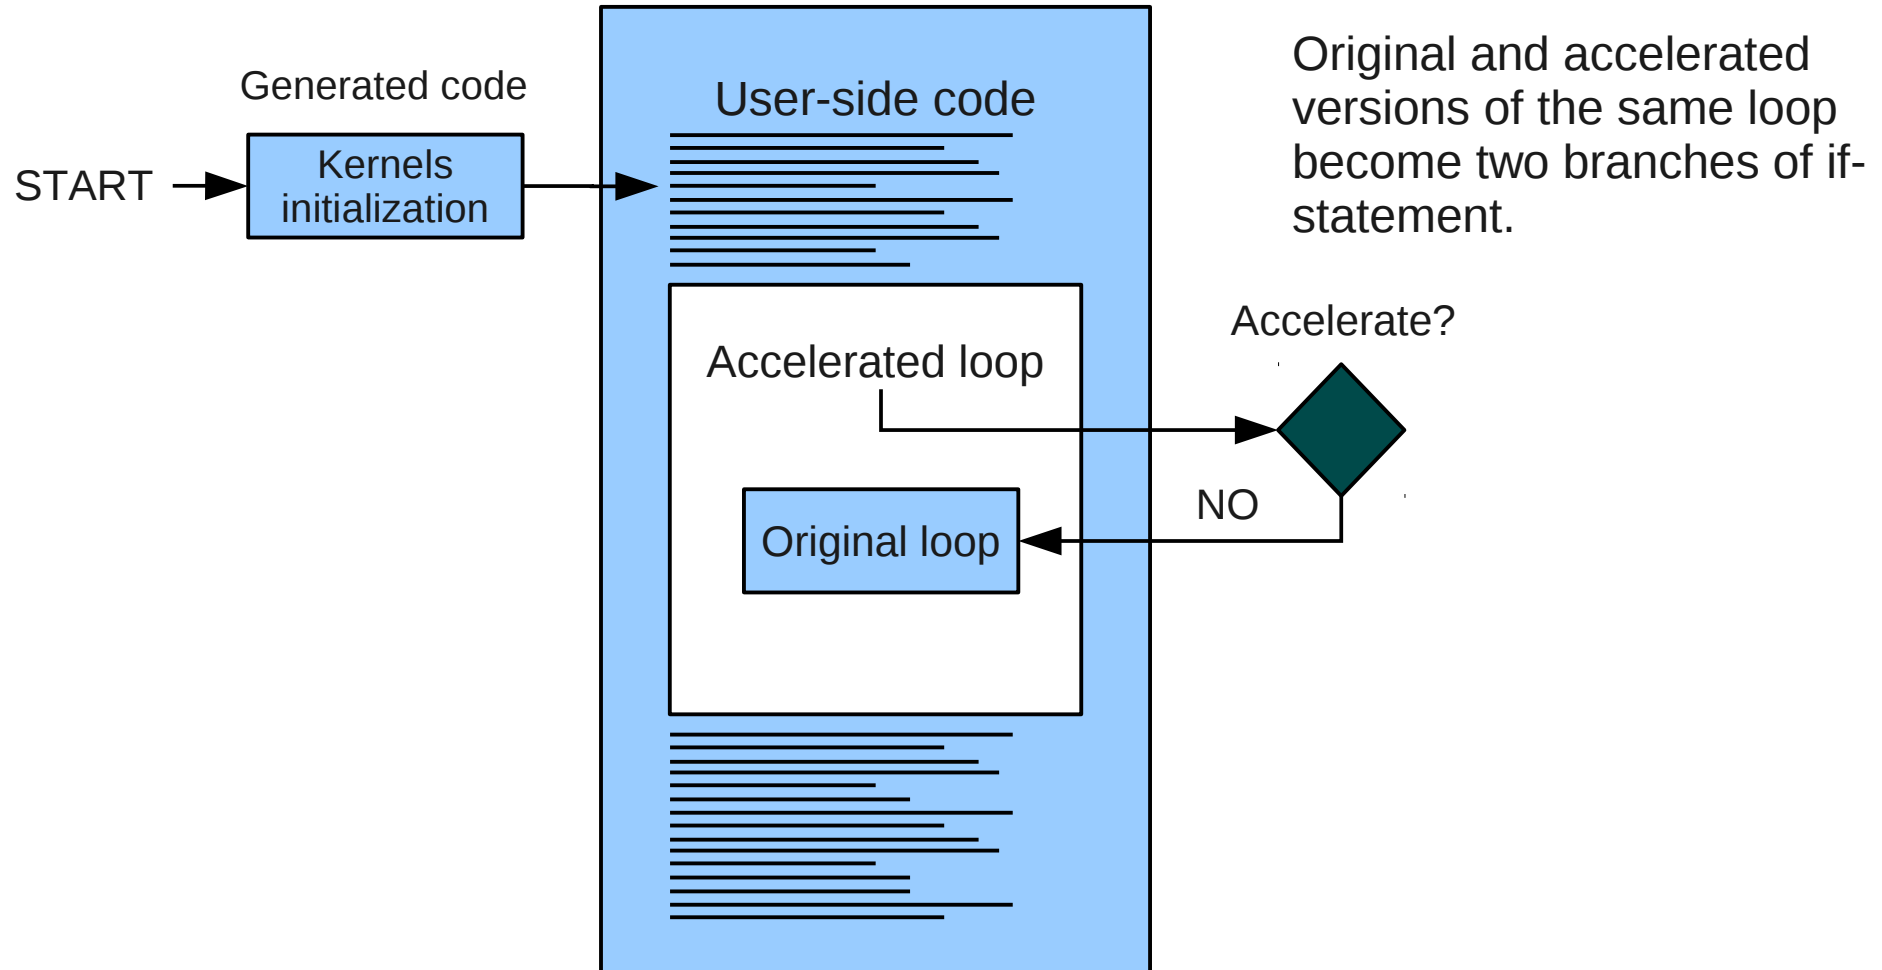 Generated code
START
Kernels
initialization
User-side code
Original and accelerated
versions of the same loop
become two branches of if-
statement.
Accelerated loop
Accelerate?
NO
Original loop